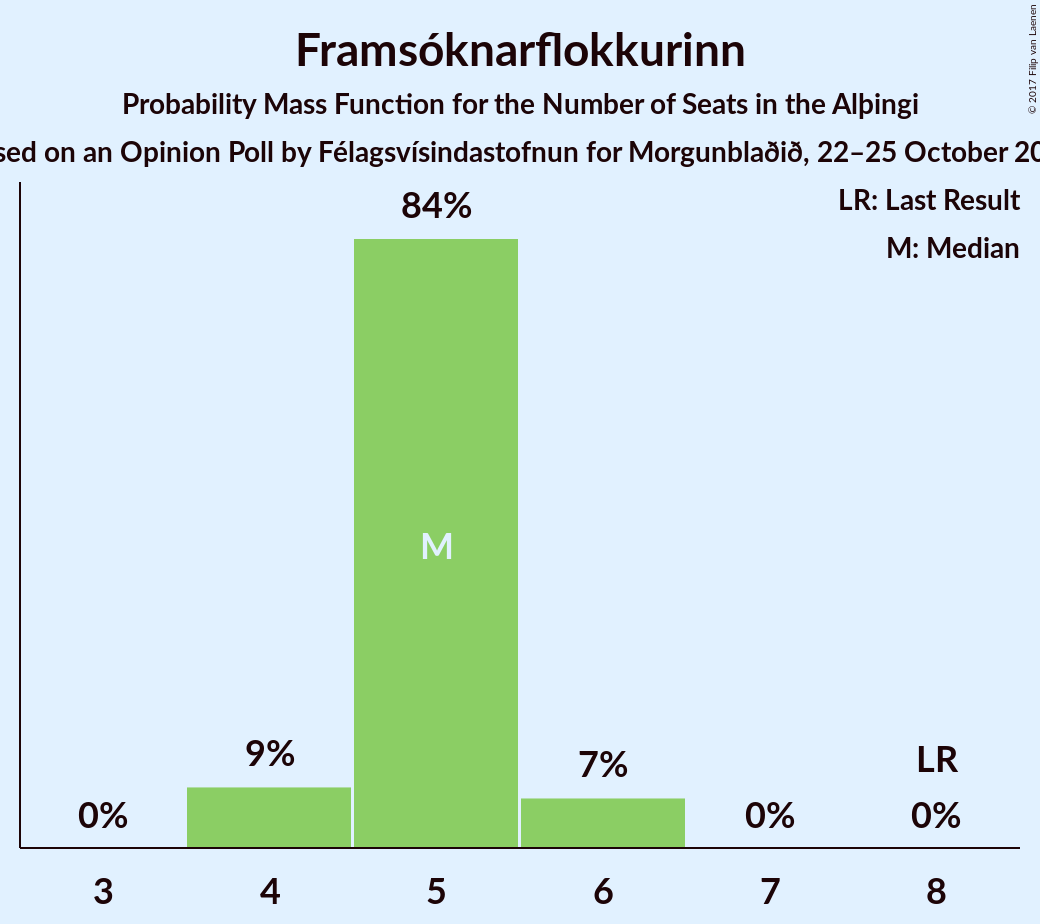 Framsóknarflokkurinn
Probability Mass Function for the Number of Seats in the Alþingi
sed on an Opinion Poll by Félagsvísindastofnun for Morgunblaðið, 22–25 October 20
© 2017 Filip van Laenen
LR: Last Result
M: Median
84%
M
9%
7%
LR
0%
0%
0%
3
4
5
6
7
8